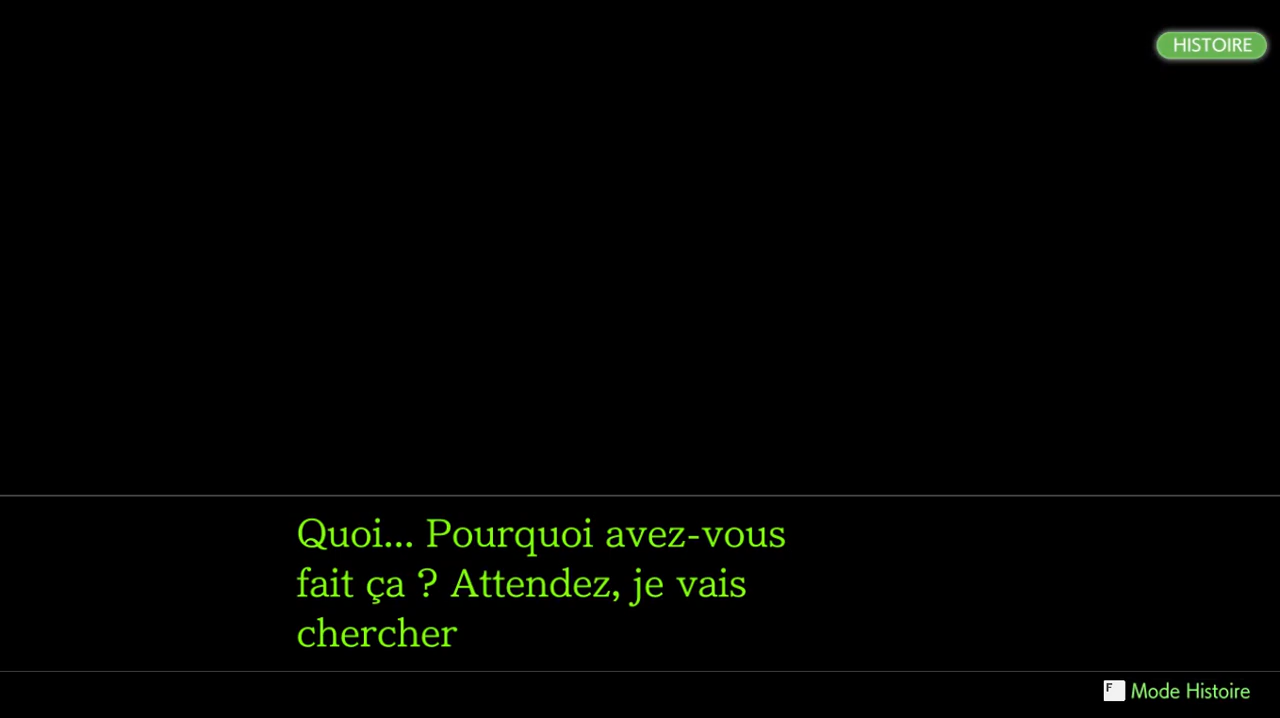 HISTOIRE
Quoi... Pourquoi avez-vous
fait ça ? Attendez, je vais
chercher
F Mode Histoire